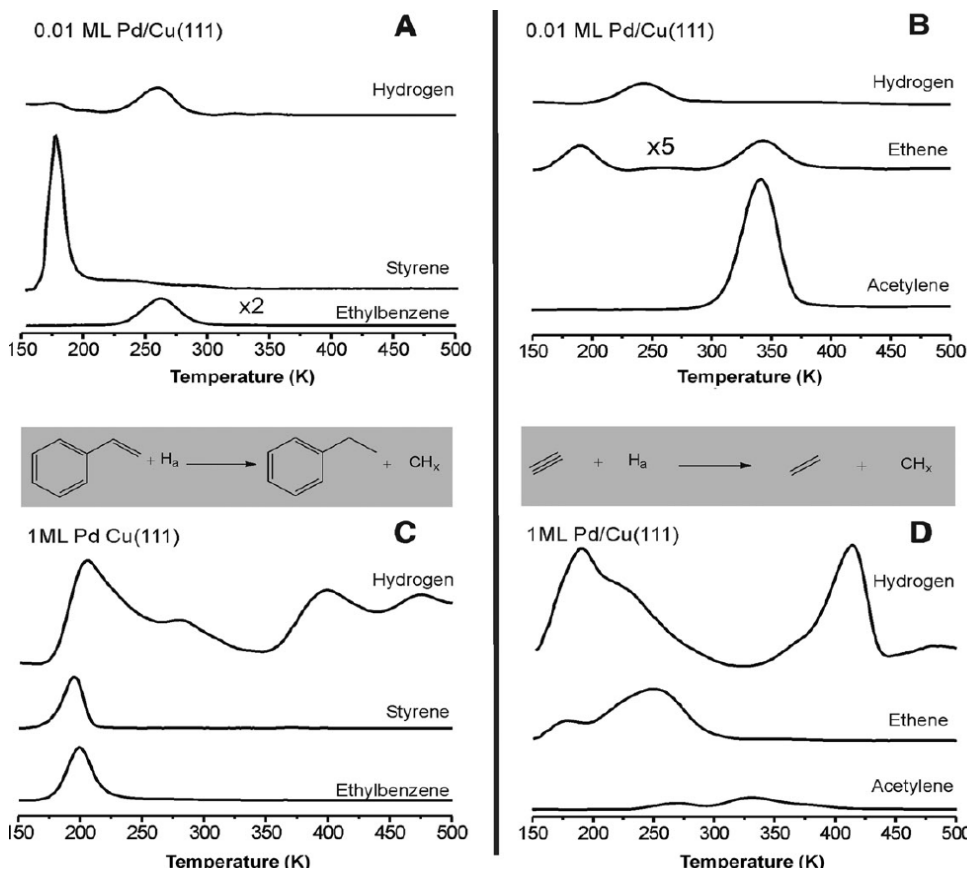 0.01 ML Pd/Cu(111) A
Hydrogen
Styrene
x2
Ethylbenzene
150 200 250 300 350 400 450 500
Temperature (K)
0.01 ML Pd/Cu(111) B
Hydrogen
x5 Ethene
Acetylene
150 200 250 300 350 400 450 500
Temperature (K)
+ Ha + CHx
+ Ha + CHx
1ML Pd Cu(111) C
Hydrogen
Styrene
Ethylbenzene
150 200 250 300 350 400 450 500
Temperature (K)
1ML Pd/Cu(111) D
Hydrogen
Ethene
Acetylene
150 200 250 300 350 400 450 500
Temperature (K)